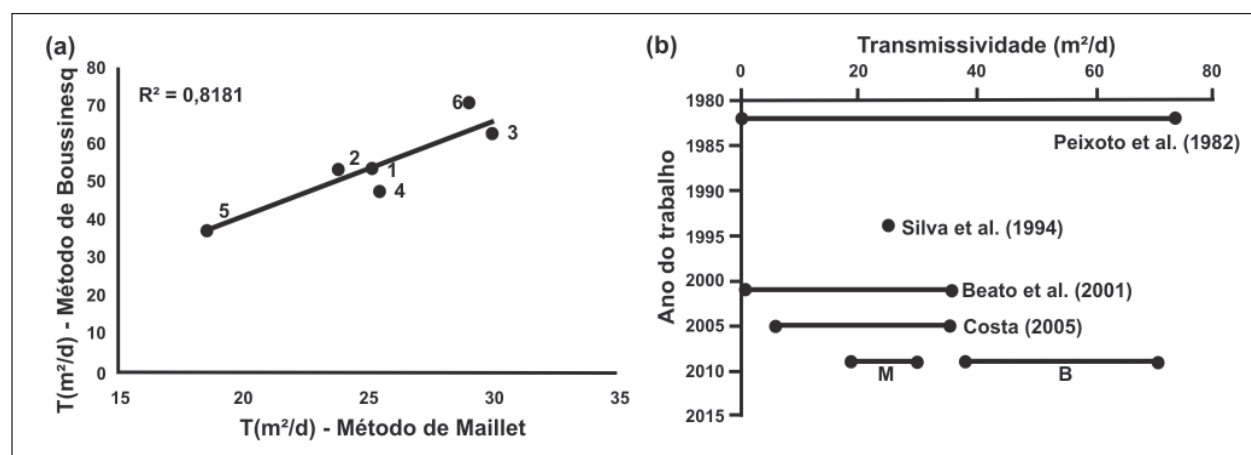 (a)
T(m²/d) - Método de Boussinesq
80
70
60
50
40
30
20
10
0
R² = 0,8181
6
3
2
1
4
5
15
20
25
30
35
T(m²/d) - Método de Maillet
(b)
Transmissividade (m²/d)
0
20
40
60
80
Ano do trabalho
1980
1985
1990
1995
2000
2005
2010
2015
Peixoto et al. (1982)
Silva et al. (1994)
Beato et al. (2001)
Costa (2005)
M
B